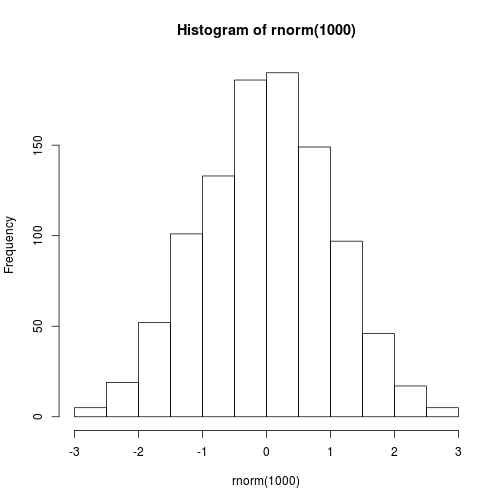 Histogram of rnorm(1000)
Frequency
150
100
50
0
-3 -2 -1 0 1 2 3
rnorm(1000)